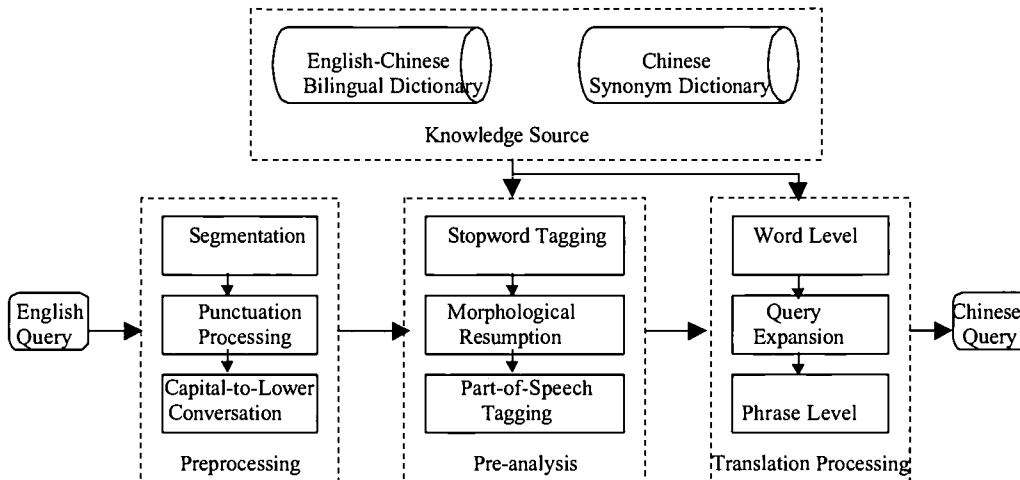 English-Chinese
Bilingual Dictionary
Chinese
Synonym Dictionary
Knowledge Source
English
Query
Segmentation
Punctuation
Processing
Capital-to-Lower
Conversation
Preprocessing
Stopword Tagging
Morphological
Resumption
Part-of-Speech
Tagging
Pre-analysis
Word Level
Query
Expansion
Phrase Level
Translation Processing
Chinese
Query